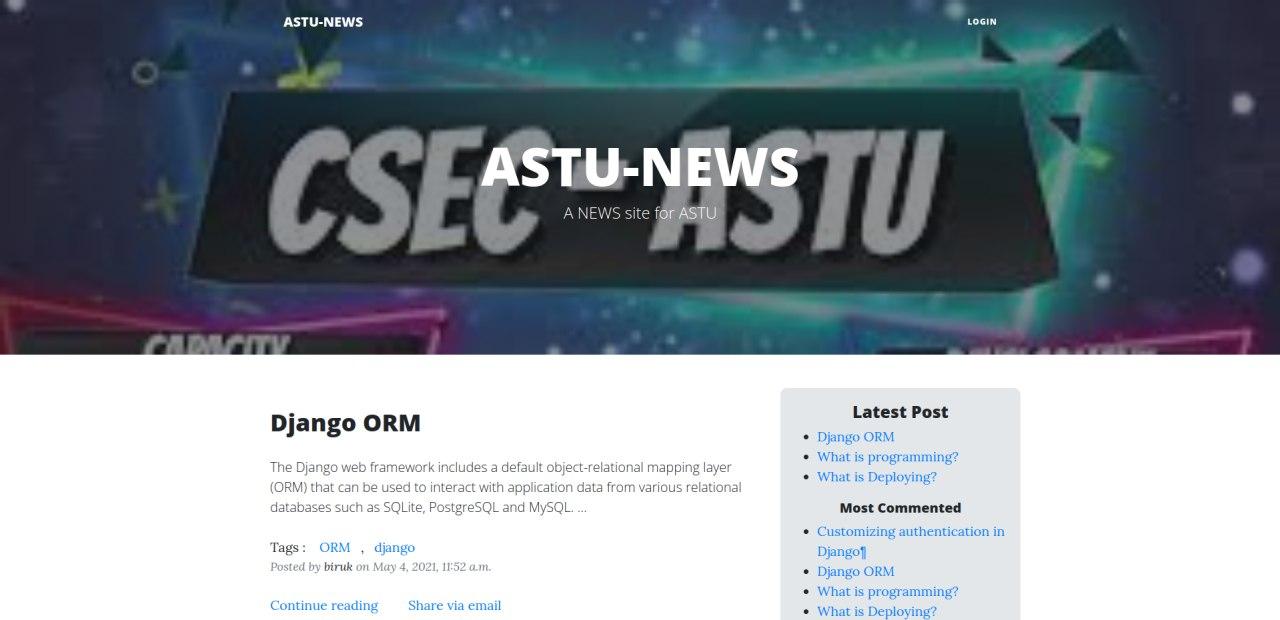 ASTU-NEWS
LOGIN
CSEC-ASTU
ASTU-NEWS
A NEWS site for ASTU
CAPACITY
Django ORM
The Django web framework includes a default object-relational mapping layer
(ORM) that can be used to interact with application data from various relational
databases such as SQLite, PostgreSQL and MySQL. ...
Tags : ORM , django
Posted by biruk on May 4, 2021, 11:52 a.m.
Continue reading Share via email
Latest Post
• Django ORM
• What is programming?
• What is Deploying?
Most Commented
• Customizing authentication in
Django¶
• Django ORM
• What is programming?
• What is Deploying?